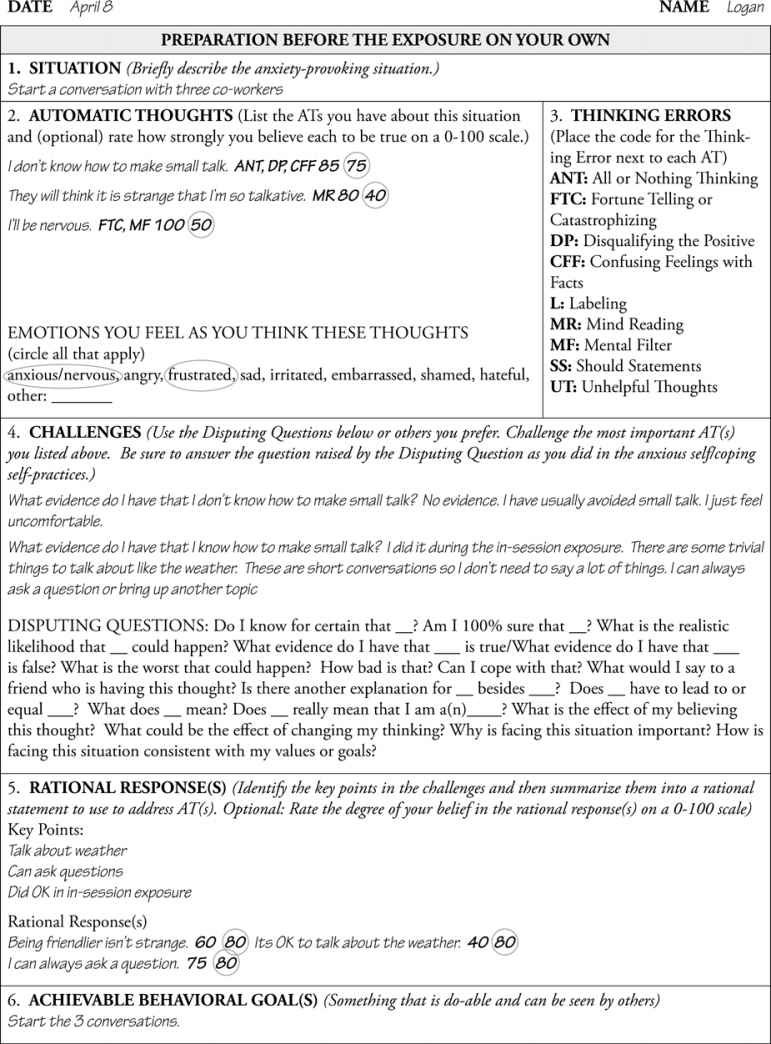 DATE April 8 NAME Logan
PREPARATION BEFORE THE EXPOSURE ON YOUR OWN
1. SITUATION (Briefly describe the anxiety-provoking situation.)
Start a conversation with three co-workers
2. AUTOMATIC THOUGHTS (List the ATs you have about this situation
and (optional) rate how strongly you believe each to be true on a 0-100 scale.)
I don't know how to make small talk. ANT, DP, CFF 85 75
They will think it is strange that I'm so talkative. MR 80 40
I'll be nervous. FTC, MF 100 50
EMOTIONS YOU FEEL AS YOU THINK THESE THOUGHTS
(circle all that apply)
anxious/nervous, angry, frustrated, sad, irritated, embarrassed, shamed, hateful,
other: ________
3. THINKING ERRORS
(Place the code for the Think-
ing Error next to each AT)
ANT: All or Nothing Thinking
FTC: Fortune Telling or
Catastrophizing
DP: Disqualifying the Positive
CFF: Confusing Feelings with
Facts
L: Labeling
MR: Mind Reading
MF: Mental Filter
SS: Should Statements
UT: Unhelpful Thoughts
4. CHALLENGES (Use the Disputing Questions below or others you prefer. Challenge the most important AT(s)
you listed above. Be sure to answer the question raised by the Disputing Question as you did in the anxious self/coping
self-practices.)
What evidence do I have that I don't know how to make small talk? No evidence. I have usually avoided small talk. I just feel
uncomfortable.
What evidence do I have that I know how to make small talk? I did it during the in-session exposure. There are some trivial
things to talk about like the weather. These are short conversations so I don't need to say a lot of things. I can always
ask a question or bring up another topic
DISPUTING QUESTIONS: Do I know for certain that __? Am I 100% sure that __? What is the realistic
likelihood that __ could happen? What evidence do I have that ___ is true/What evidence do I have that ___
is false? What is the worst that could happen? How bad is that? Can I cope with that? What would I say to a
friend who is having this thought? Is there another explanation for __ besides ___? Does __ have to lead to or
equal ___? What does __ mean? Does __ really mean that I am a(n)____? What is the effect of my believing
this thought? What could be the effect of changing my thinking? Why is facing this situation important? How is
facing this situation consistent with my values or goals?
5. RATIONAL RESPONSE(S) (Identify the key points in the challenges and then summarize them into a rational
statement to use to address AT(s). Optional: Rate the degree of your belief in the rational response(s) on a 0-100 scale)
Key Points:
Talk about weather
Can ask questions
Did OK in in-session exposure
Rational Response(s)
Being friendlier isn't strange. 60 80 Its OK to talk about the weather. 40 80
I can always ask a question. 75 80
6. ACHIEVABLE BEHAVIORAL GOAL(S) (Something that is do-able and can be seen by others)
Start the 3 conversations.